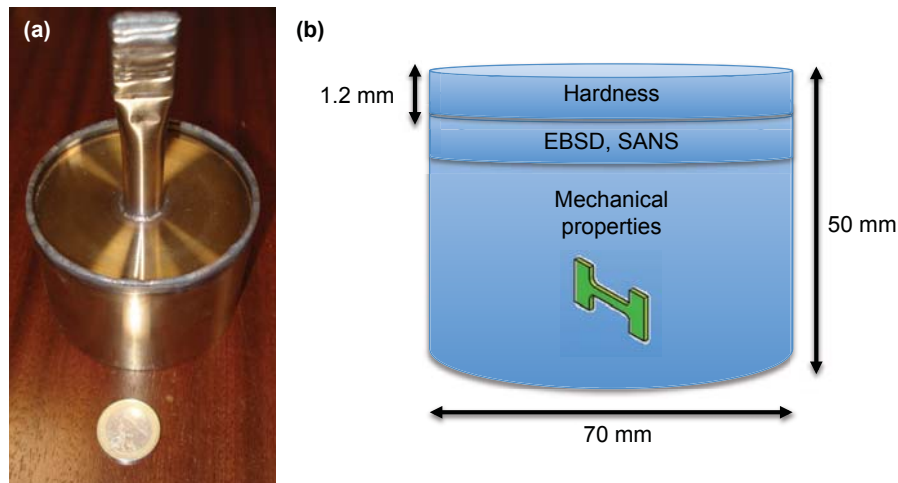 (a)
(b)
1.2 mm
Hardness
EBSD, SANS
Mechanical
properties
50 mm
70 mm